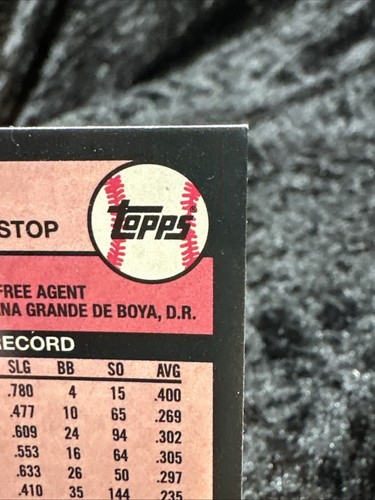 STOP
Topps
FREE AGENT
NA GRANDE DE BOYA, D.R.
RECORD
SLG BB SO AVG
.780 4 15 .400
.477 10 65 .269
.609 24 94 .302
.553 16 64 .305
.633 26 50 .297
.410 35 144 .235